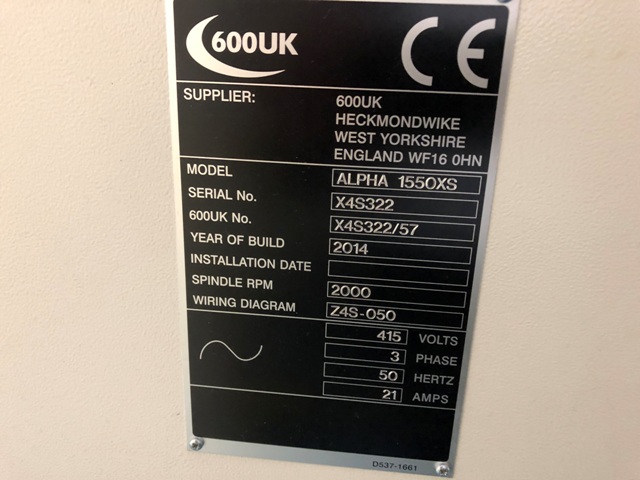 600UK
CE
SUPPLIER: 600UK
HECKMONDWIKE
WEST YORKSHIRE
ENGLAND WF16 0HN
MODEL ALPHA 1550XS
SERIAL No. X4S322
600UK No. X4S322/57
YEAR OF BUILD 2014
INSTALLATION DATE
SPINDLE RPM 2000
WIRING DIAGRAM Z4S-050
415 VOLTS
3 PHASE
50 HERTZ
21 AMPS
D537-1661